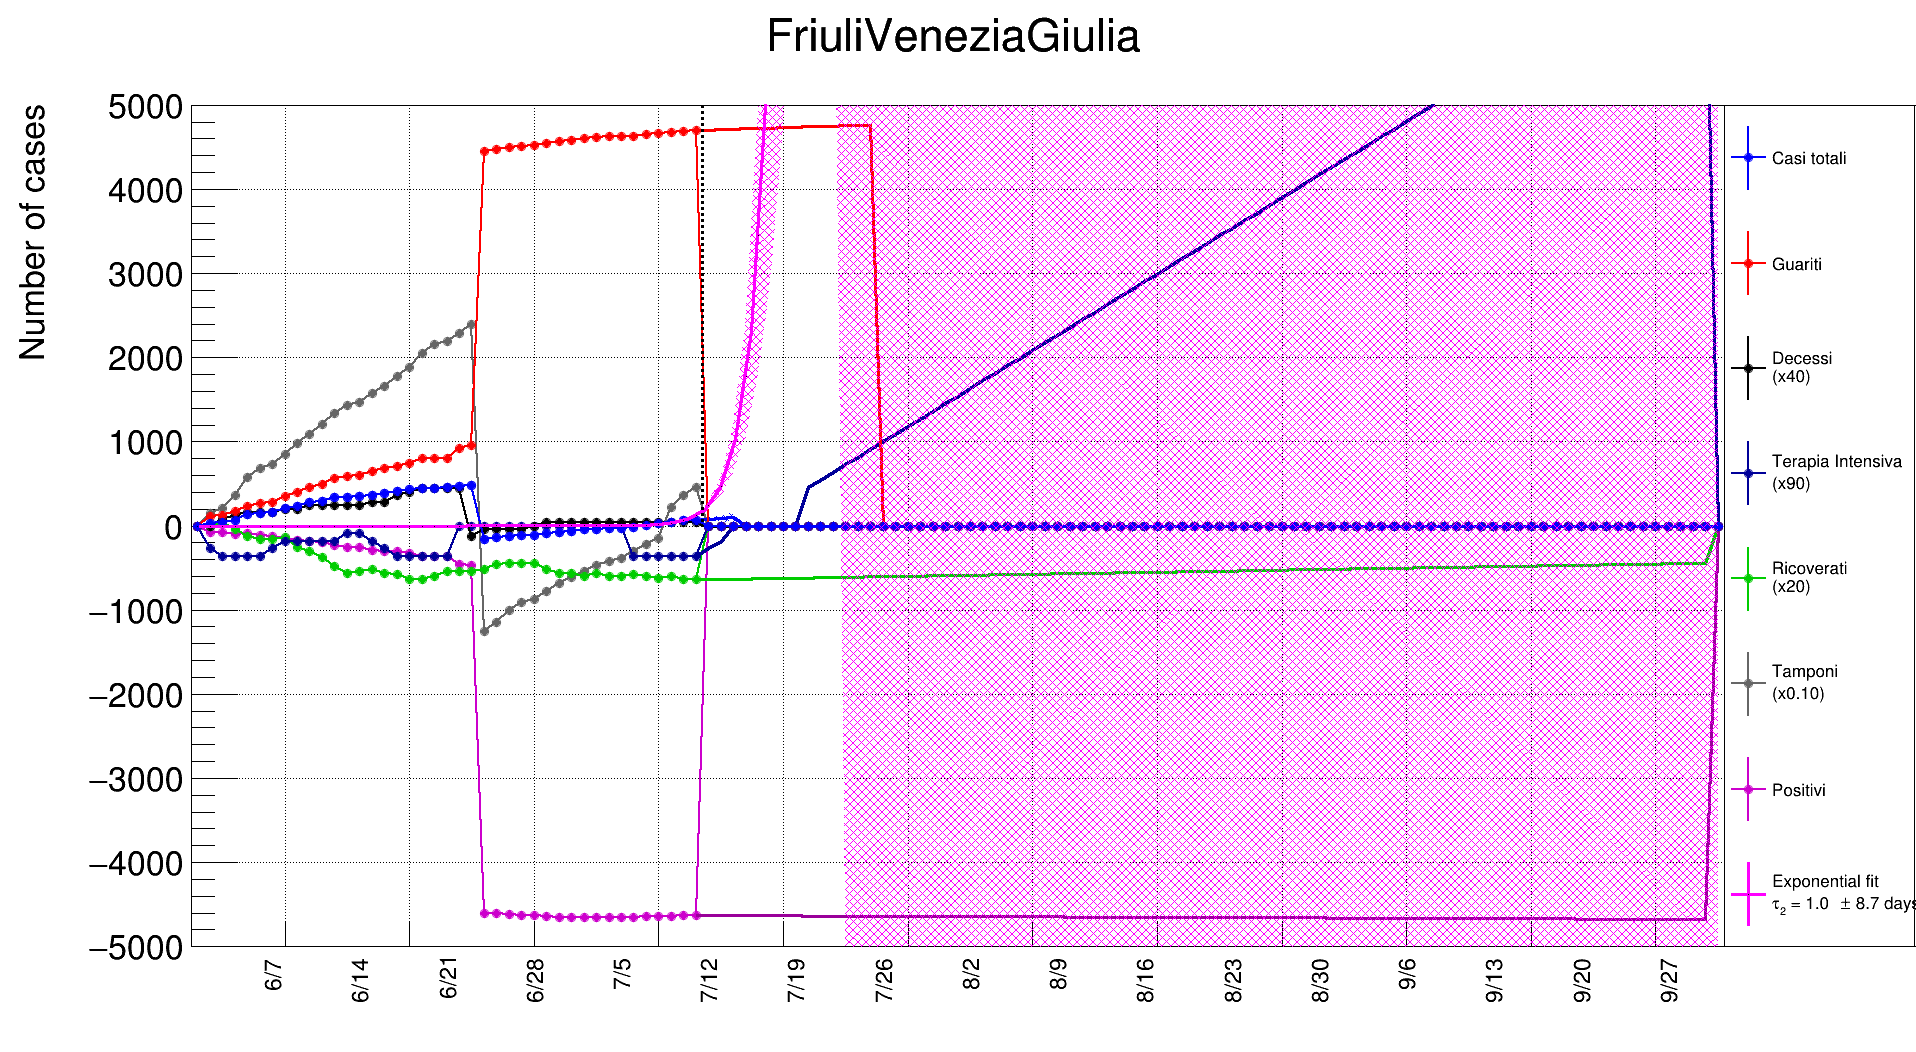 FriuliVeneziaGiulia
Number of cases
5000
4000
3000
2000
1000
0
−1000
−2000
−3000
−4000
−5000
6/7
6/14
6/21
6/28
7/5
7/12
7/19
7/26
8/2
8/9
8/16
8/23
8/30
9/6
9/13
9/20
9/27
Casi totali
Guariti
Decessi
(x40)
Terapia Intensiva
(x90)
Ricoverati
(x20)
Tamponi
(x0.10)
Positivi
Exponential fit
τ2 = 1.0 ± 8.7 days